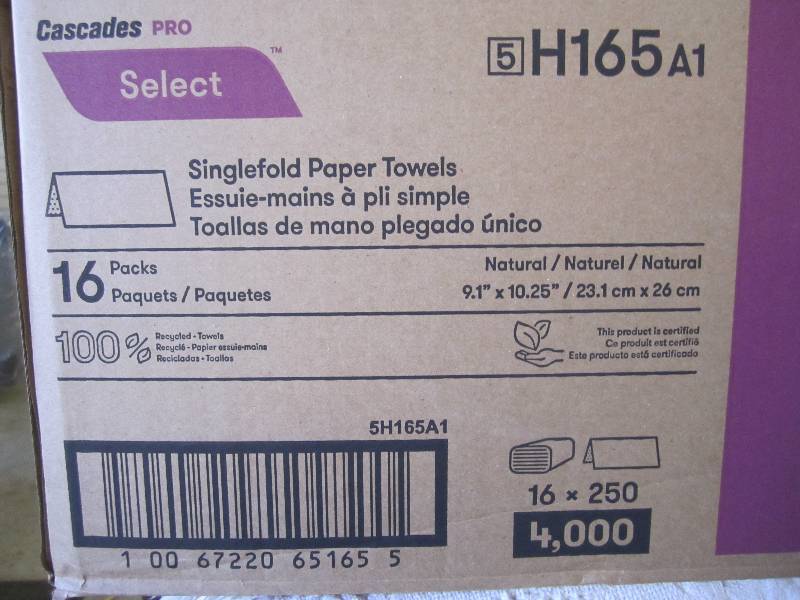 Cascades PRO
Select™
5 H165A1
Singlefold Paper Towels
Essuie-mains à pli simple
Toallas de mano plegado único
16 Packs
Paquets / Paquetes
Natural / Naturel / Natural
9.1” x 10.25” / 23.1 cm x 26 cm
100%
Recycled - Towels
Recyclé - Papier essuie-mains
Recicladas - Toallas
This product is certified
Ce produit est certifié
Este producto está certificado
5H165A1
1 00 67220 65165 5
16 x 250
4,000